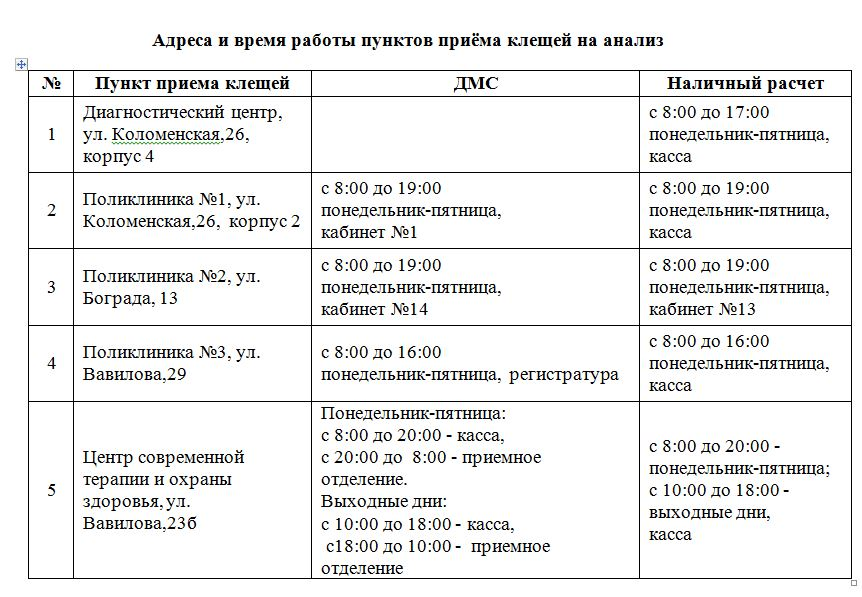 Адреса и время работы пунктов приёма клещей на анализ
№ Пункт приема клещей ДМС Наличный расчет
1
Диагностический центр,
ул. Коломенская,26,
корпус 4
с 8:00 до 17:00
понедельник-пятница,
касса
2
Поликлиника №1, ул.
Коломенская,26, корпус 2
с 8:00 до 19:00
понедельник-пятница,
кабинет №1
с 8:00 до 19:00
понедельник-пятница,
касса
3
Поликлиника №2, ул.
Бограда, 13
с 8:00 до 19:00
понедельник-пятница,
кабинет №14
с 8:00 до 19:00
понедельник-пятница,
кабинет №13
4
Поликлиника №3, ул.
Вавилова,29
с 8:00 до 16:00
понедельник-пятница, регистратура
с 8:00 до 16:00
понедельник-пятница,
касса
5
Центр современной
терапии и охраны
здоровья, ул.
Вавилова,23б
Понедельник-пятница:
с 8:00 до 20:00 - касса,
с 20:00 до 8:00 - приемное
отделение.
Выходные дни:
с 10:00 до 18:00 - касса,
с18:00 до 10:00 - приемное
отделение
с 8:00 до 20:00 -
понедельник-пятница;
с 10:00 до 18:00 -
выходные дни,
касса